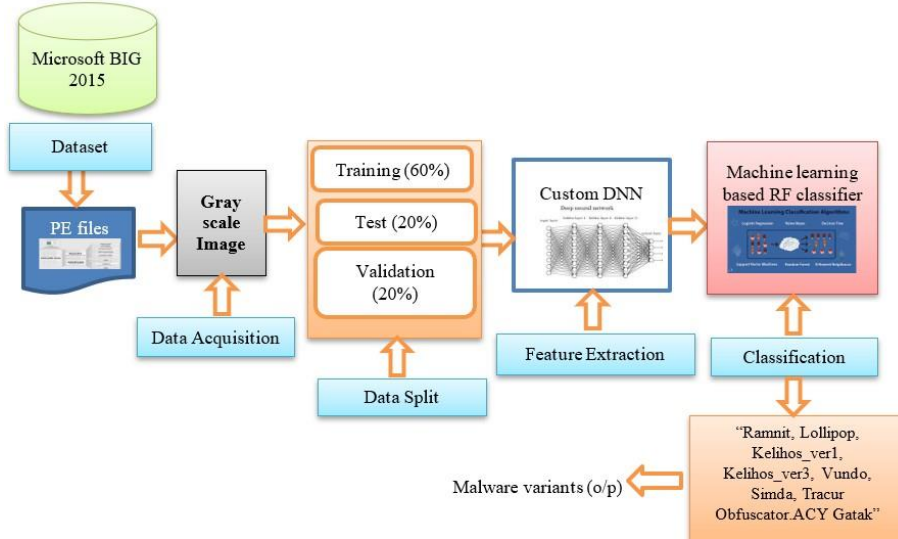 Microsoft BIG
2015
Dataset
PE files
Gray
scale
Image
Data Acquisition
Training (60%)
Test (20%)
Validation
(20%)
Data Split
Custom DNN
Deep neural network
Feature Extraction
Machine learning
based RF classifier
Machine Learning Classification Algorithms
Classification
“Ramnit, Lollipop,
Kelihos_ver1,
Kelihos_ver3, Vundo,
Simda, Tracur
Obfuscator.ACY Gatak”
Malware variants (o/p)